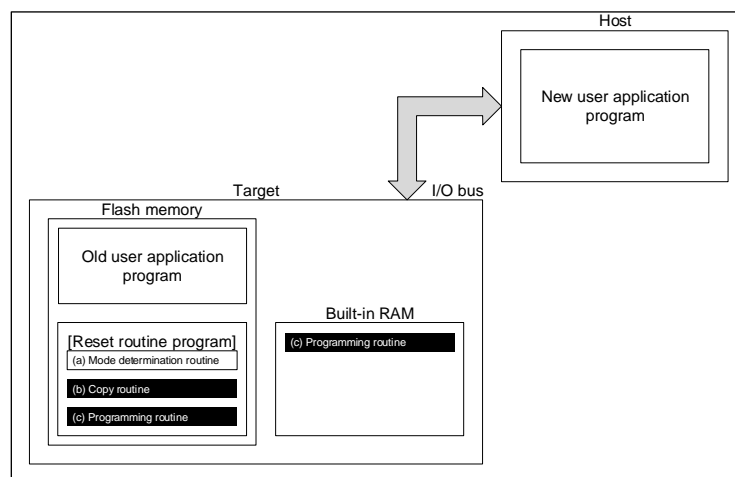 Host
New user application
program
Target
I/O bus
Flash memory
Old user application
program
Built-in RAM
[Reset routine program]
(a) Mode determination routine
(b) Copy routine
(c) Programming routine
(c) Programming routine